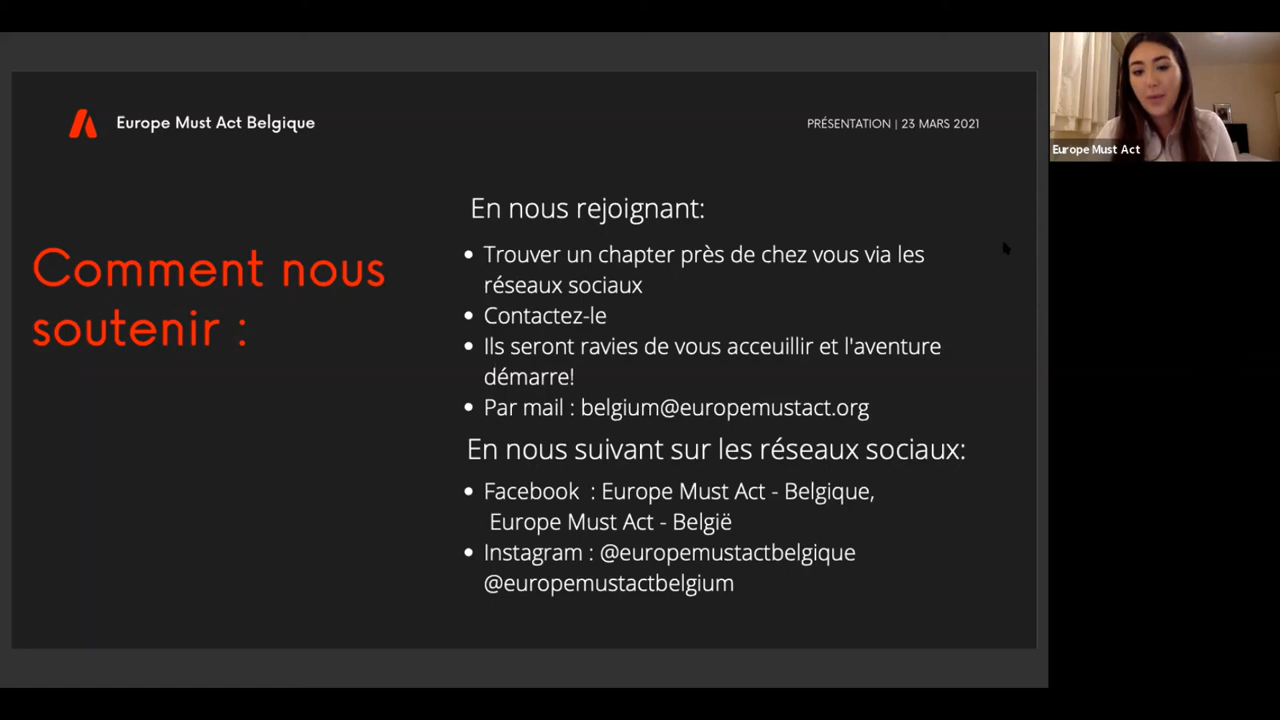 Europe Must Act Belgique
PRÉSENTATION | 23 MARS 2021
Europe Must Act
Comment nous
soutenir :
En nous rejoignant:
• Trouver un chapter près de chez vous via les
réseaux sociaux
• Contactez-le
• Ils seront ravies de vous acceuillir et l'aventure
démarre!
• Par mail : belgium@europemustact.org
En nous suivant sur les réseaux sociaux:
• Facebook : Europe Must Act - Belgique,
Europe Must Act - België
• Instagram : @europemustactbelgique
@europemustactbelgium